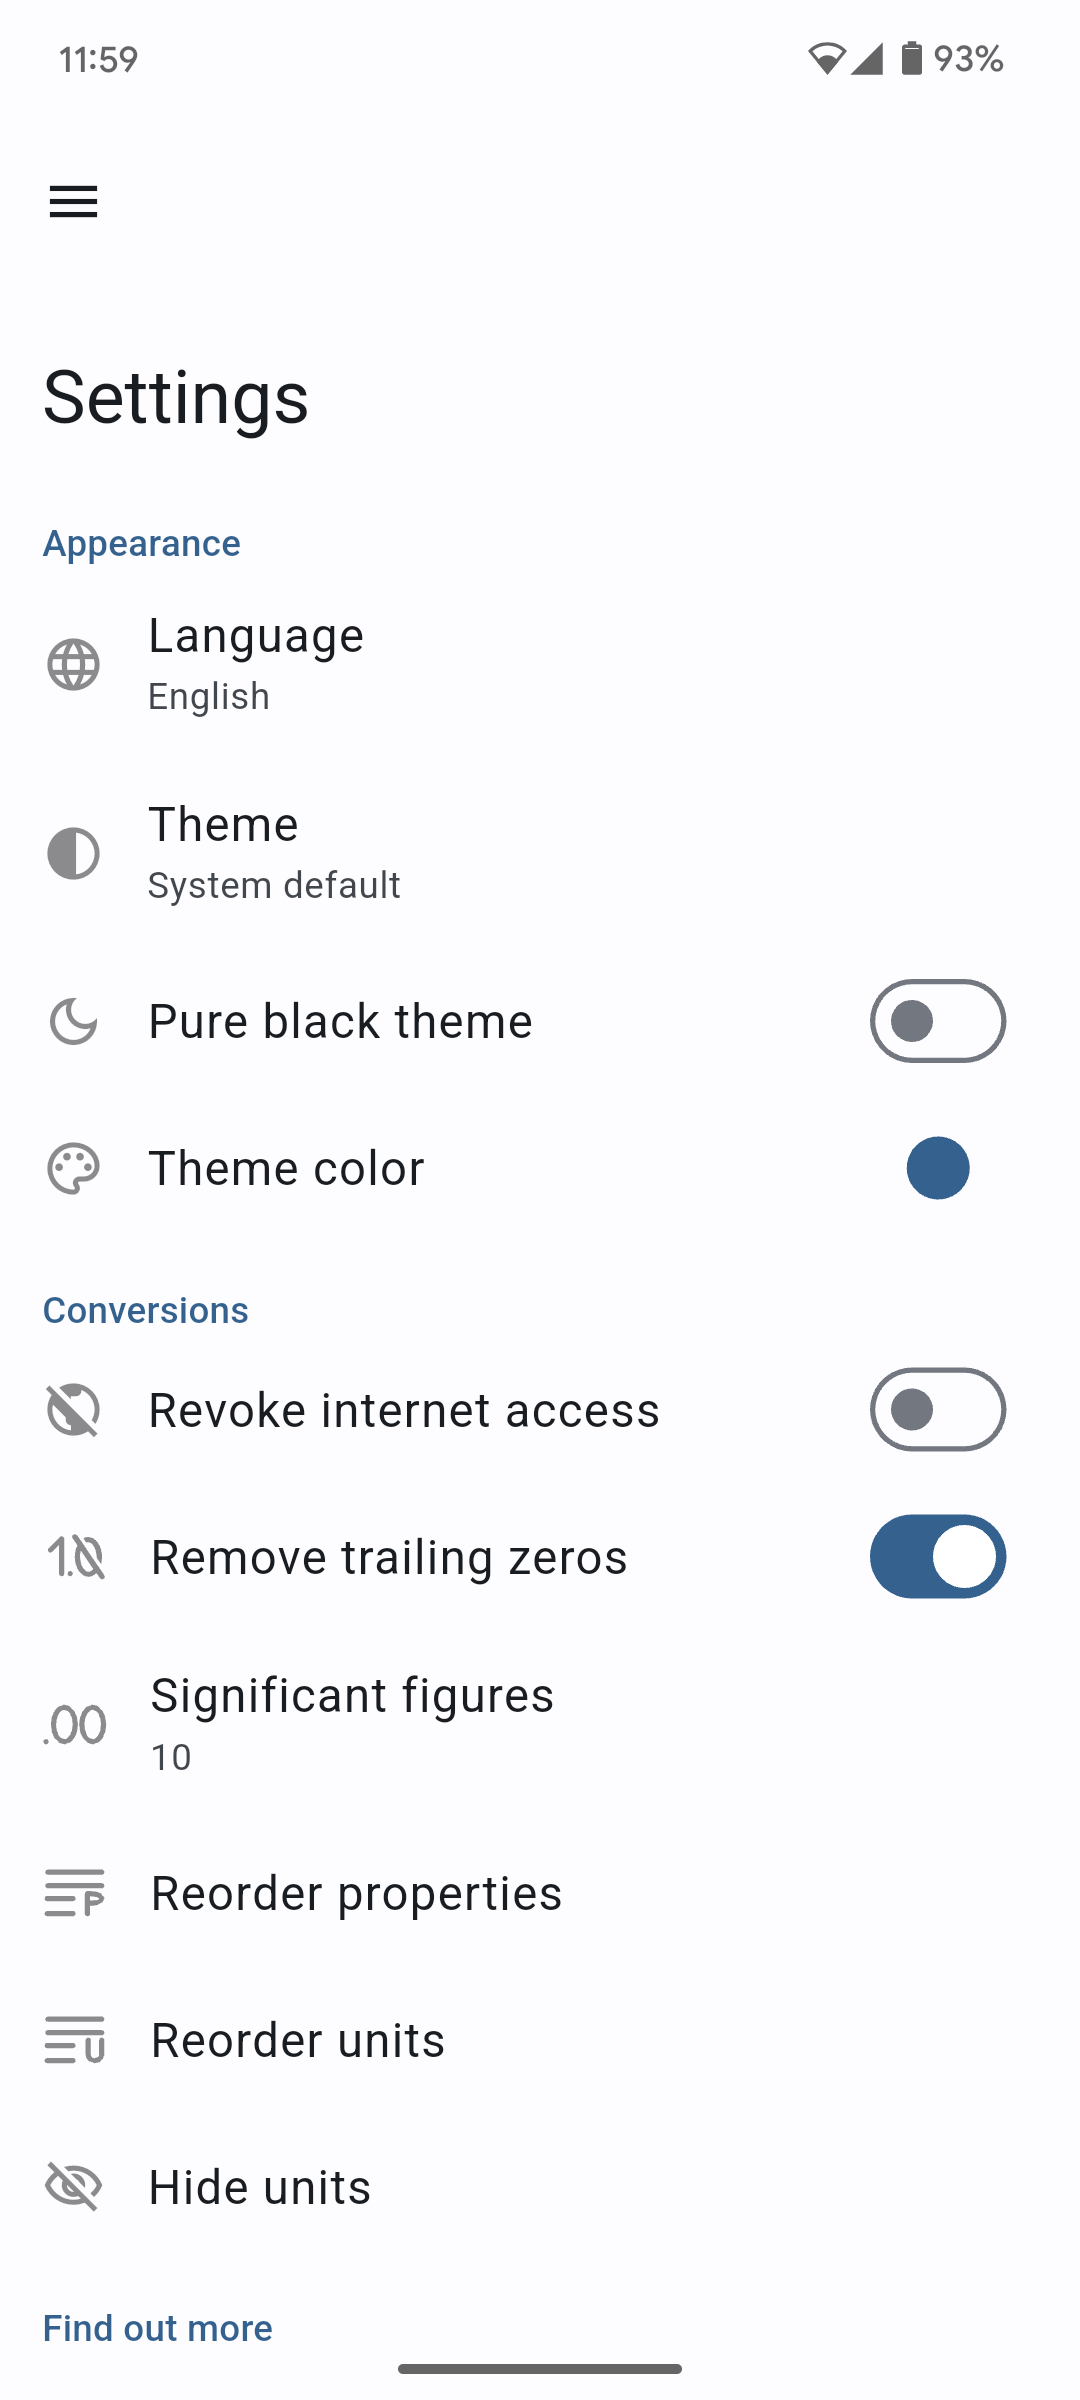 11:59
93%
Settings
Appearance
Language
English
Theme
System default
Pure black theme
Theme color
Conversions
Revoke internet access
Remove trailing zeros
Significant figures
10
Reorder properties
Reorder units
Hide units
Find out more